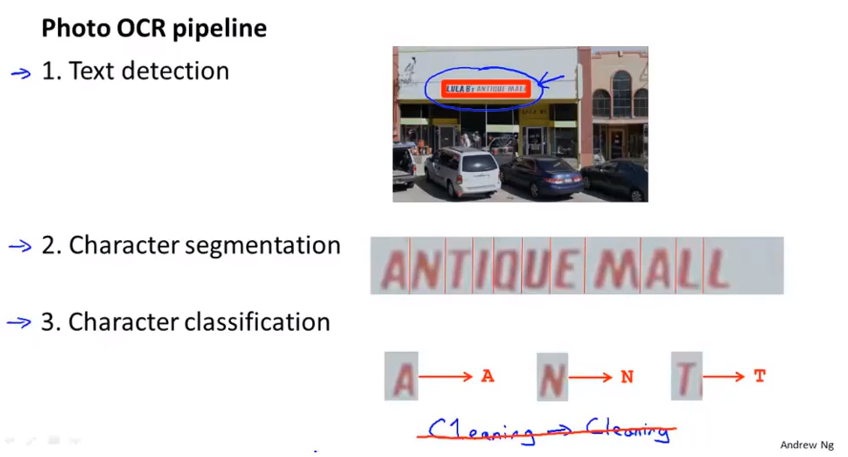 Photo OCR pipeline
→ 1. Text detection
LULA B's ANTIQUE MALL
→ 2. Character segmentation
ANTIQUE MALL
→ 3. Character classification
A → A N → N T → T
C1eaning → Cleaning
Andrew Ng